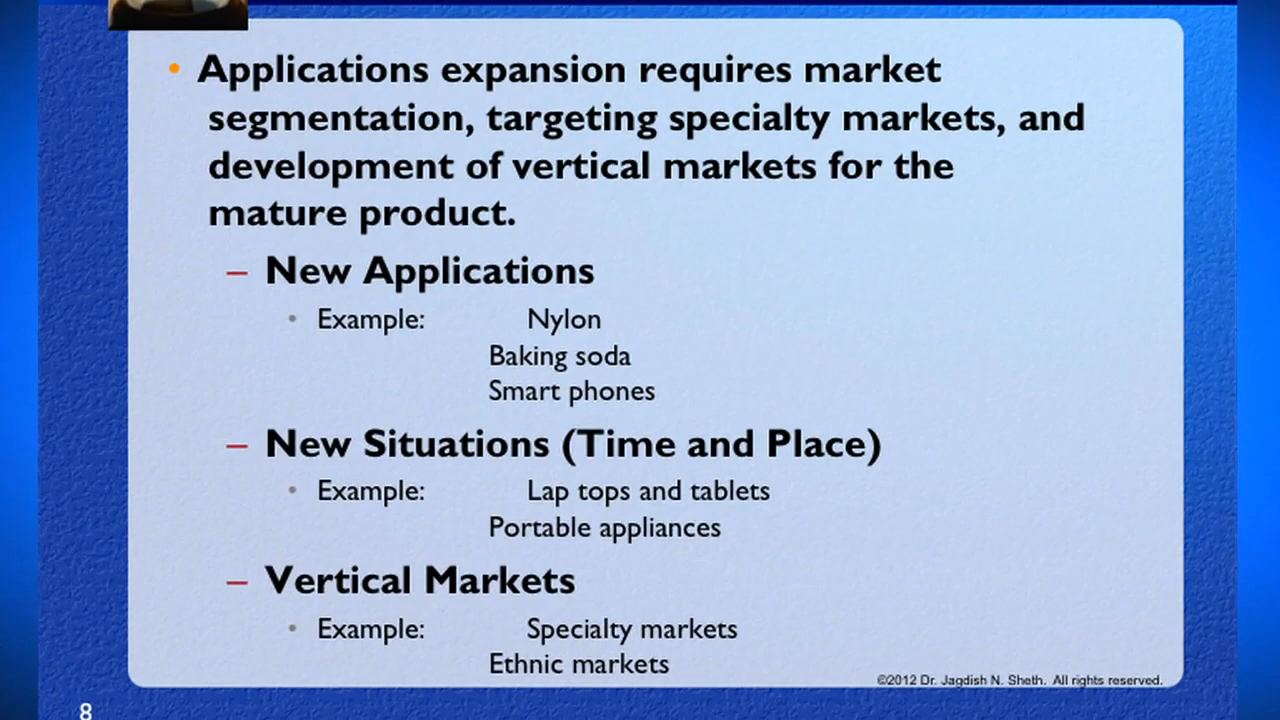 • Applications expansion requires market
segmentation, targeting specialty markets, and
development of vertical markets for the
mature product.
– New Applications
• Example: Nylon
Baking soda
Smart phones
– New Situations (Time and Place)
• Example: Lap tops and tablets
Portable appliances
– Vertical Markets
• Example: Specialty markets
Ethnic markets
©2012 Dr. Jagdish N. Sheth. All rights reserved.
8